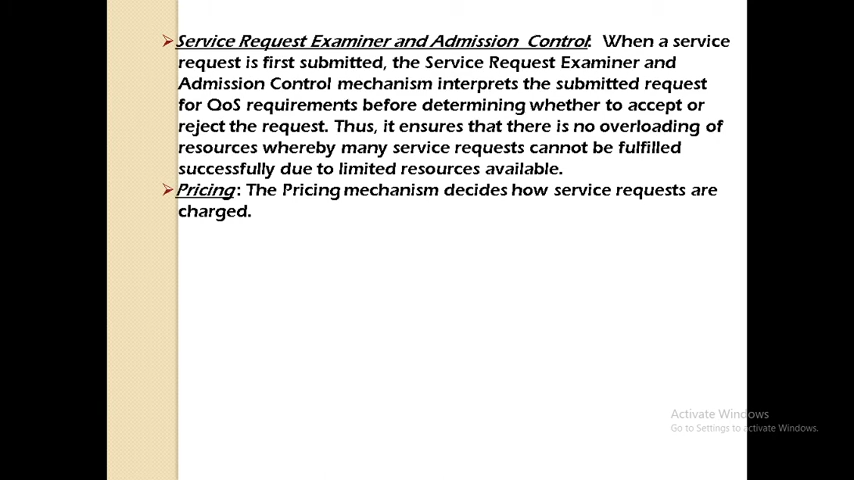 Service Request Examiner and Admission Control: When a service
request is first submitted, the Service Request Examiner and
Admission Control mechanism interprets the submitted request
for QoS requirements before determining whether to accept or
reject the request. Thus, it ensures that there is no overloading of
resources whereby many service requests cannot be fulfilled
successfully due to limited resources available.
Pricing: The Pricing mechanism decides how service requests are
charged.
Activate Windows
Go to Settings to activate Windows.